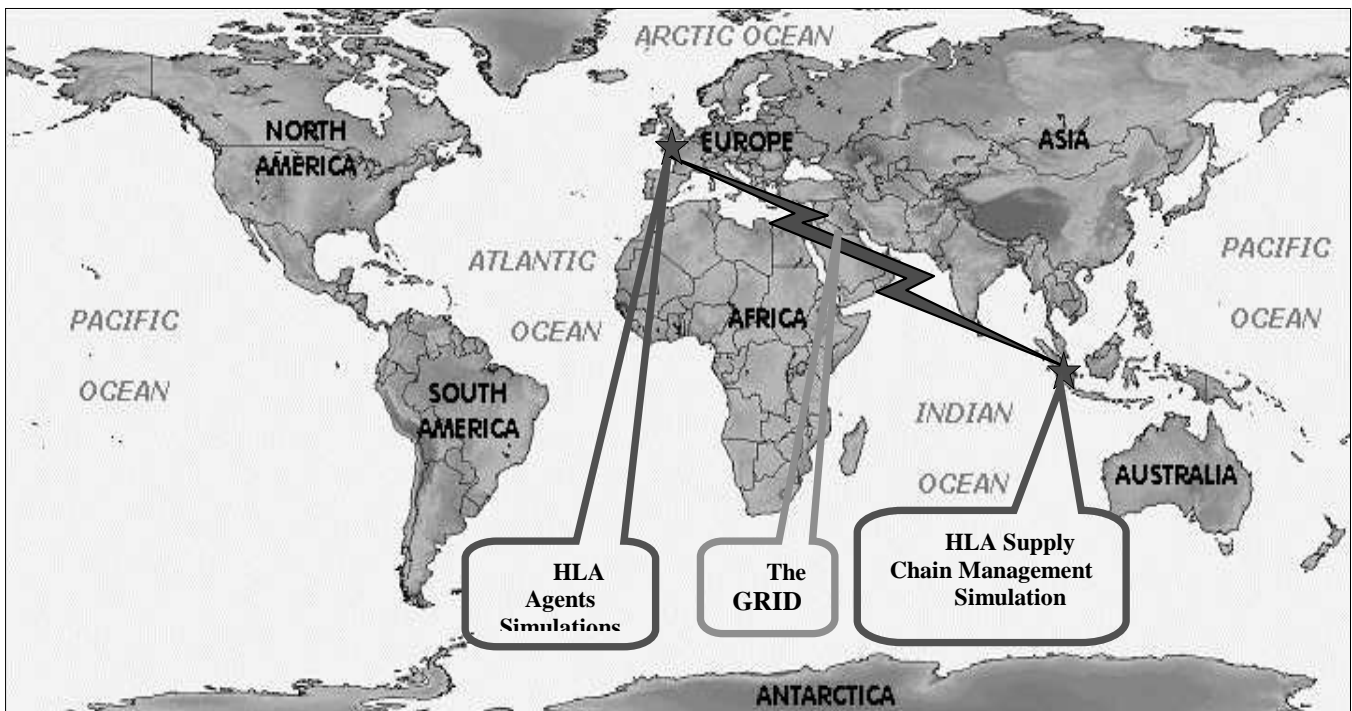 ARCTIC OCEAN
NORTH
AMERICA
EUROPE
ASIA
ATLANTIC
OCEAN
PACIFIC
OCEAN
PACIFIC
OCEAN
AFRICA
SOUTH
AMERICA
INDIAN
OCEAN
AUSTRALIA
HLA
Agents
Simulations
The
GRID
HLA Supply
Chain Management
Simulation
ANTARCTICA